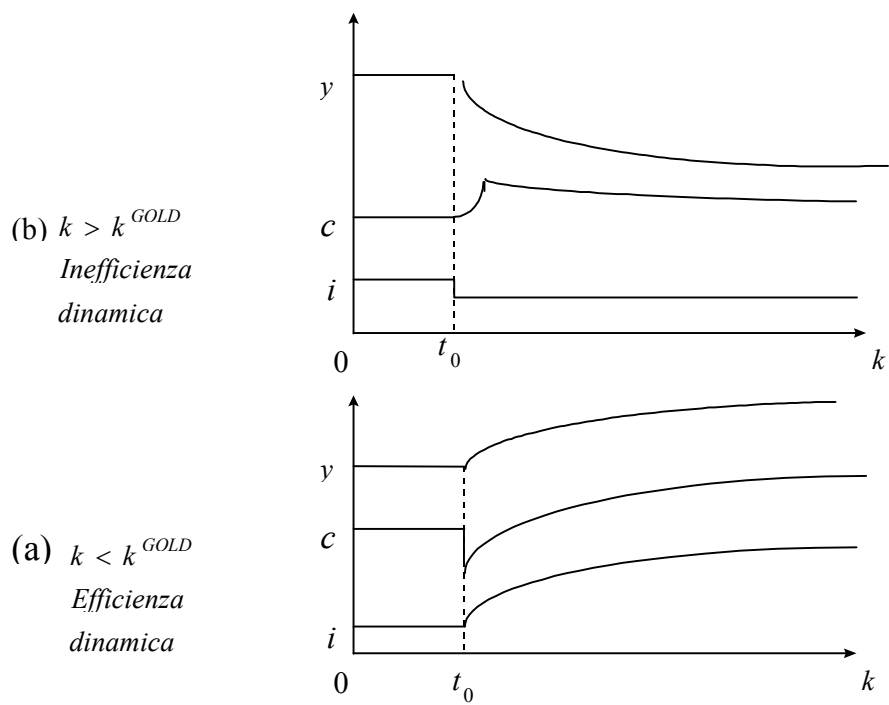 y
(b) k > k^GOLD
Inefficienza
dinamica
c
i
0
t₀
k
y
(a) k < k^GOLD
Efficienza
dinamica
c
i
0
t₀
k